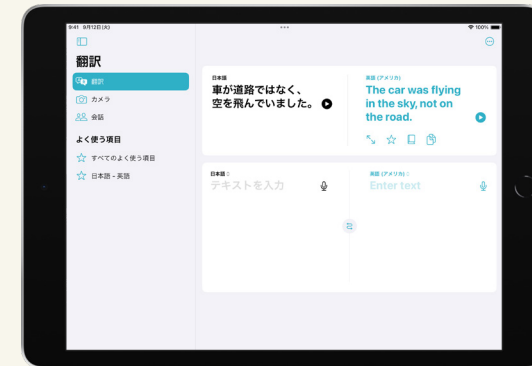 9:41 9月12日(火)
100%
翻訳
翻訳
カメラ
会話
よく使う項目
すべてのよく使う項目
日本語 - 英語
日本語
車が道路ではなく、
空を飛んでいました。
英語 (アメリカ)
The car was flying
in the sky, not on
the road.
日本語
テキストを入力
英語 (アメリカ)
Enter text